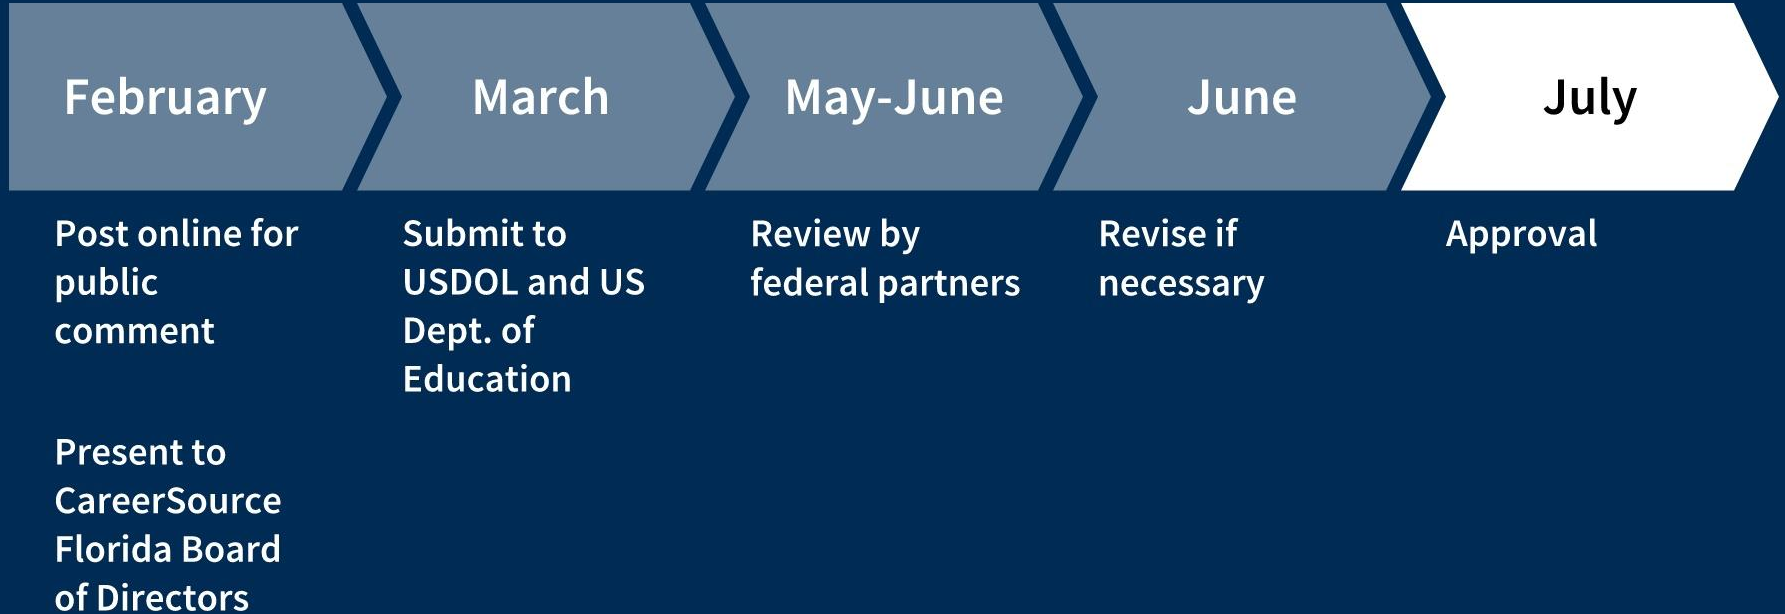 February
Post online for
public
comment
Present to
CareerSource
Florida Board
of Directors
March
Submit to
USDOL and US
Dept. of
Education
May-June
Review by
federal partners
June
Revise if
necessary
July
Approval